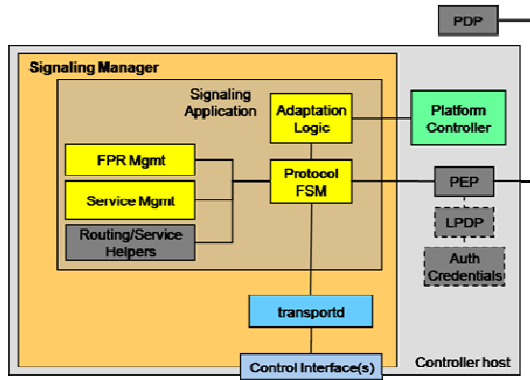 PDP
Signaling Manager
Signaling
Application
Adaptation
Logic
Platform
Controller
FPR Mgmt
Service Mgmt
Routing/Service
Helpers
Protocol
FSM
PEP
LPDP
Auth
Credentials
transportd
Control Interface(s)
Controller host